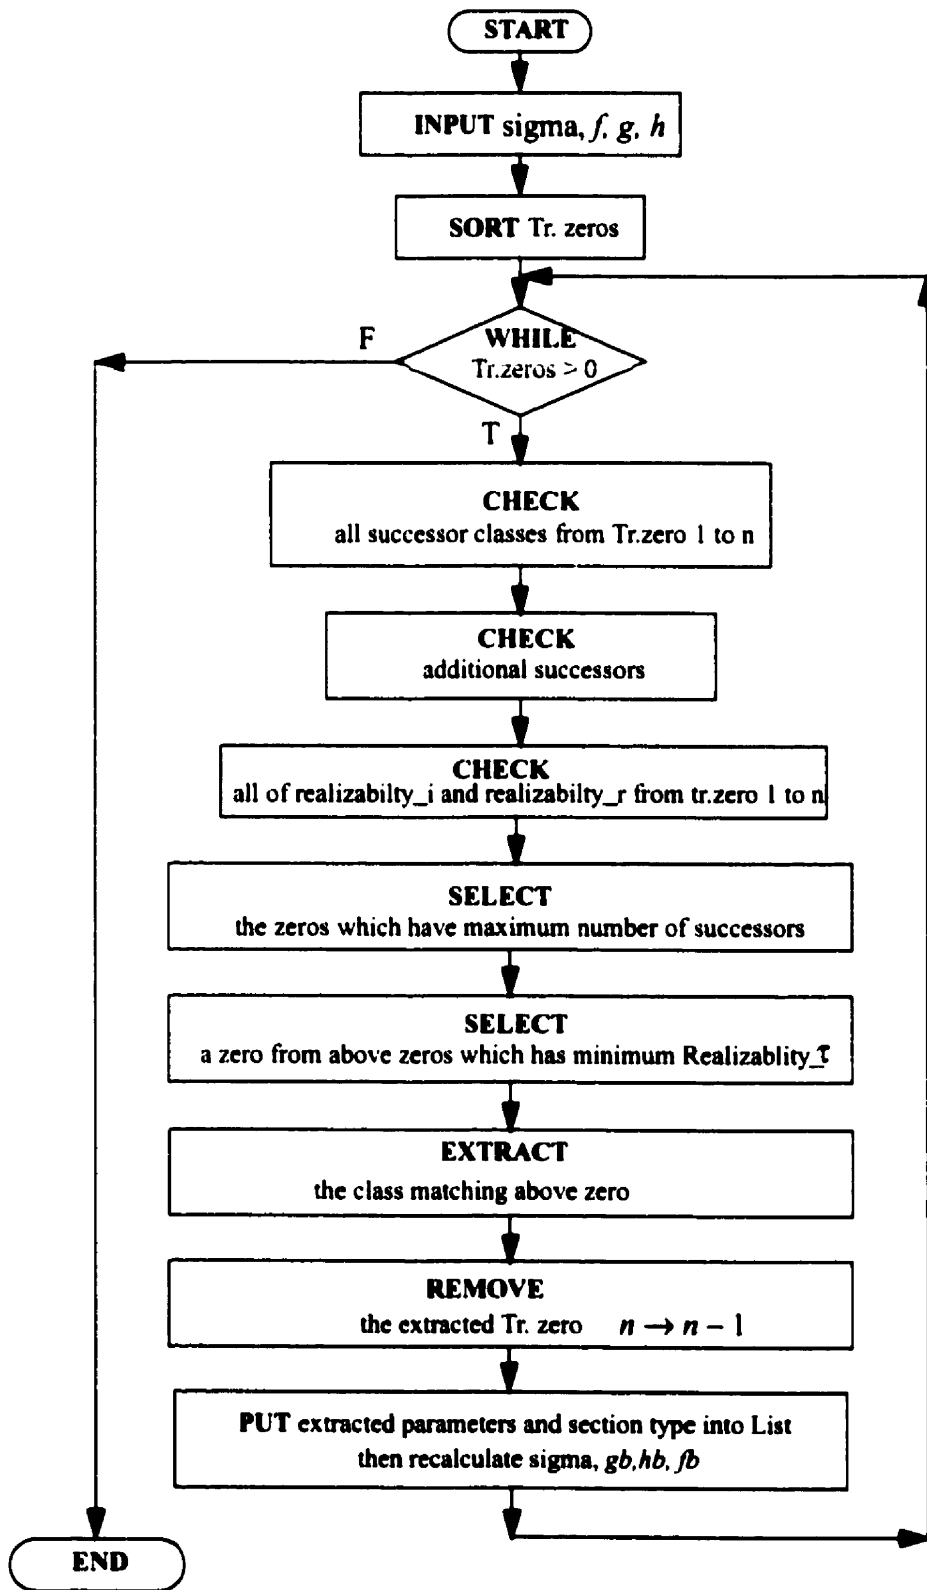 START
INPUT sigma, f, g, h
SORT Tr. zeros
WHILE
Tr.zeros > 0
F
T
CHECK
all successor classes from Tr.zero 1 to n
CHECK
additional successors
CHECK
all of realizabilty_i and realizabilty_r from tr.zero 1 to n
SELECT
the zeros which have maximum number of successors
SELECT
a zero from above zeros which has minimum Realizablity_τ
EXTRACT
the class matching above zero
REMOVE
the extracted Tr. zero n → n − 1
PUT extracted parameters and section type into List
then recalculate sigma, gb,hb, fb
END